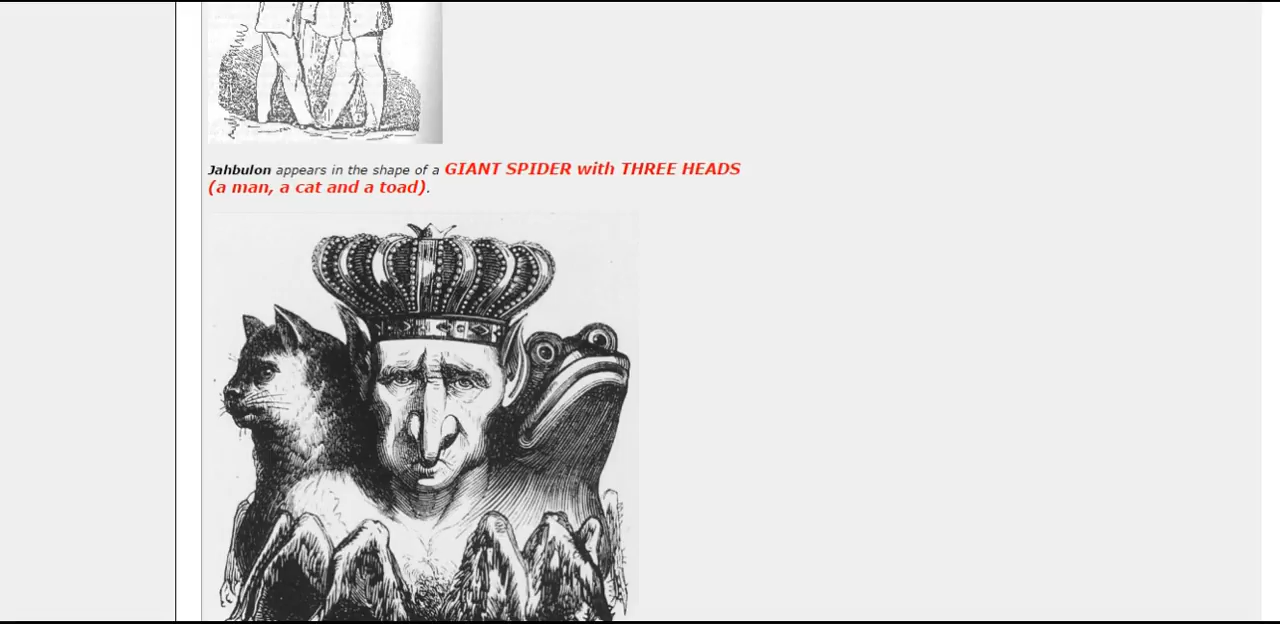 Jahbulon appears in the shape of a GIANT SPIDER with THREE HEADS
(a man, a cat and a toad).